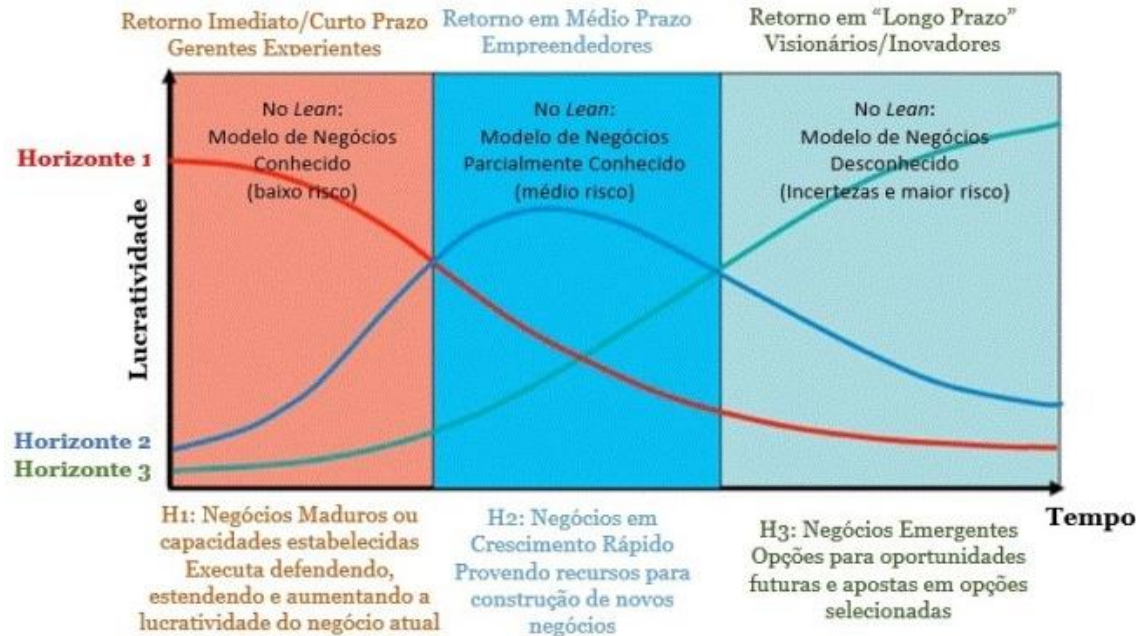 Retorno Imediato/Curto Prazo
Gerentes Experientes
Retorno em Médio Prazo
Empreendedores
Retorno em “Longo Prazo”
Visionários/Inovadores
No Lean:
Modelo de Negócios
Conhecido
(baixo risco)
No Lean:
Modelo de Negócios
Parcialmente Conhecido
(médio risco)
No Lean:
Modelo de Negócios
Desconhecido
(Incertezas e maior risco)
Horizonte 1
Lucratividade
Horizonte 2
Horizonte 3
Tempo
H1: Negócios Maduros ou
capacidades estabelecidas
Executa defendendo,
estendendo e aumentando a
lucratividade do negócio atual
H2: Negócios em
Crescimento Rápido
Provendo recursos para
construção de novos
negócios
H3: Negócios Emergentes
Opções para oportunidades
futuras e apostas em opções
selecionadas